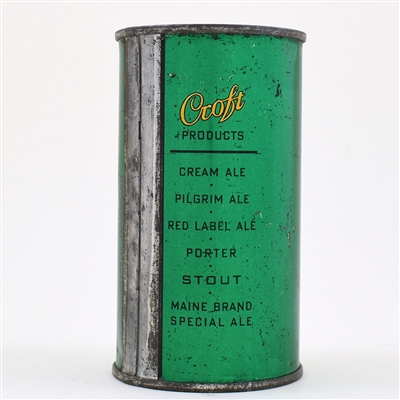 Croft
PRODUCTS
CREAM ALE
PILGRIM ALE
RED LABEL ALE
PORTER
STOUT
MAINE BRAND
SPECIAL ALE